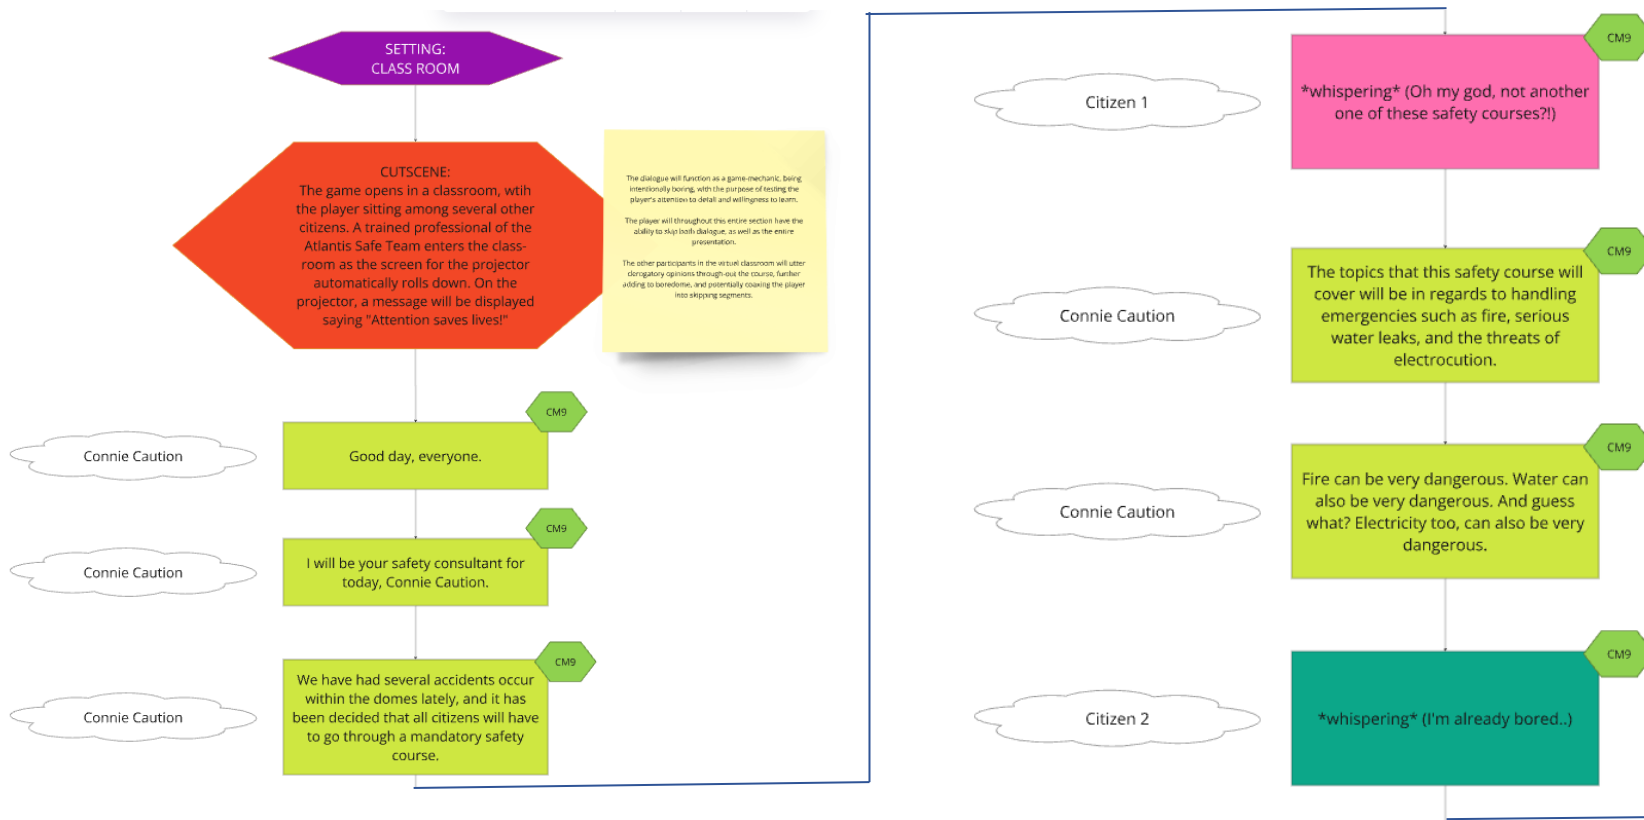 SETTING:
CLASS ROOM
CUTSCENE:
The game opens in a classroom, wtih
the player sitting among several other
citizens. A trained professional of the
Atlantis Safe Team enters the class-
room as the screen for the projector
automatically rolls down. On the
projector, a message will be displayed
saying "Attention saves lives!"
The dialogue will function as a game-mechanic, being
intentionally boring, with the purpose of testing the
player's attention to detail and willingness to learn.
The player will throughout this entire section have the
ability to skip both dialogue, as well as the entire
presentation.
The other participants in the virtual classroom will utter
derogatory opinions through-out the course, further
adding to boredome, and potentially coaxing the player
into skipping segments.
CM9
Connie Caution
Good day, everyone.
CM9
Connie Caution
I will be your safety consultant for
today, Connie Caution.
CM9
Connie Caution
We have had several accidents occur
within the domes lately, and it has
been decided that all citizens will have
to go through a mandatory safety
course.
CM9
Citizen 1
*whispering* (Oh my god, not another
one of these safety courses?!)
CM9
Connie Caution
The topics that this safety course will
cover will be in regards to handling
emergencies such as fire, serious
water leaks, and the threats of
electrocution.
CM9
Connie Caution
Fire can be very dangerous. Water can
also be very dangerous. And guess
what? Electricity too, can also be very
dangerous.
CM9
Citizen 2
*whispering* (I'm already bored..)